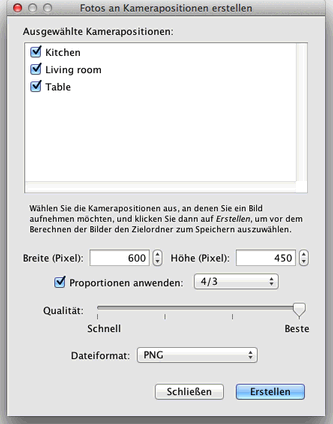 Fotos an Kamerapositionen erstellen
Ausgewählte Kamerapositionen:
Kitchen
Living room
Table
Wählen Sie die Kamerapositionen aus, an denen Sie ein Bild
aufnehmen möchten, und klicken Sie dann auf Erstellen, um vor dem
Berechnen der Bilder den Zielordner zum Speichern auszuwählen.
Breite (Pixel): 600 Höhe (Pixel): 450
Proportionen anwenden: 4/3
Qualität:
Schnell Beste
Dateiformat: PNG
Schließen Erstellen